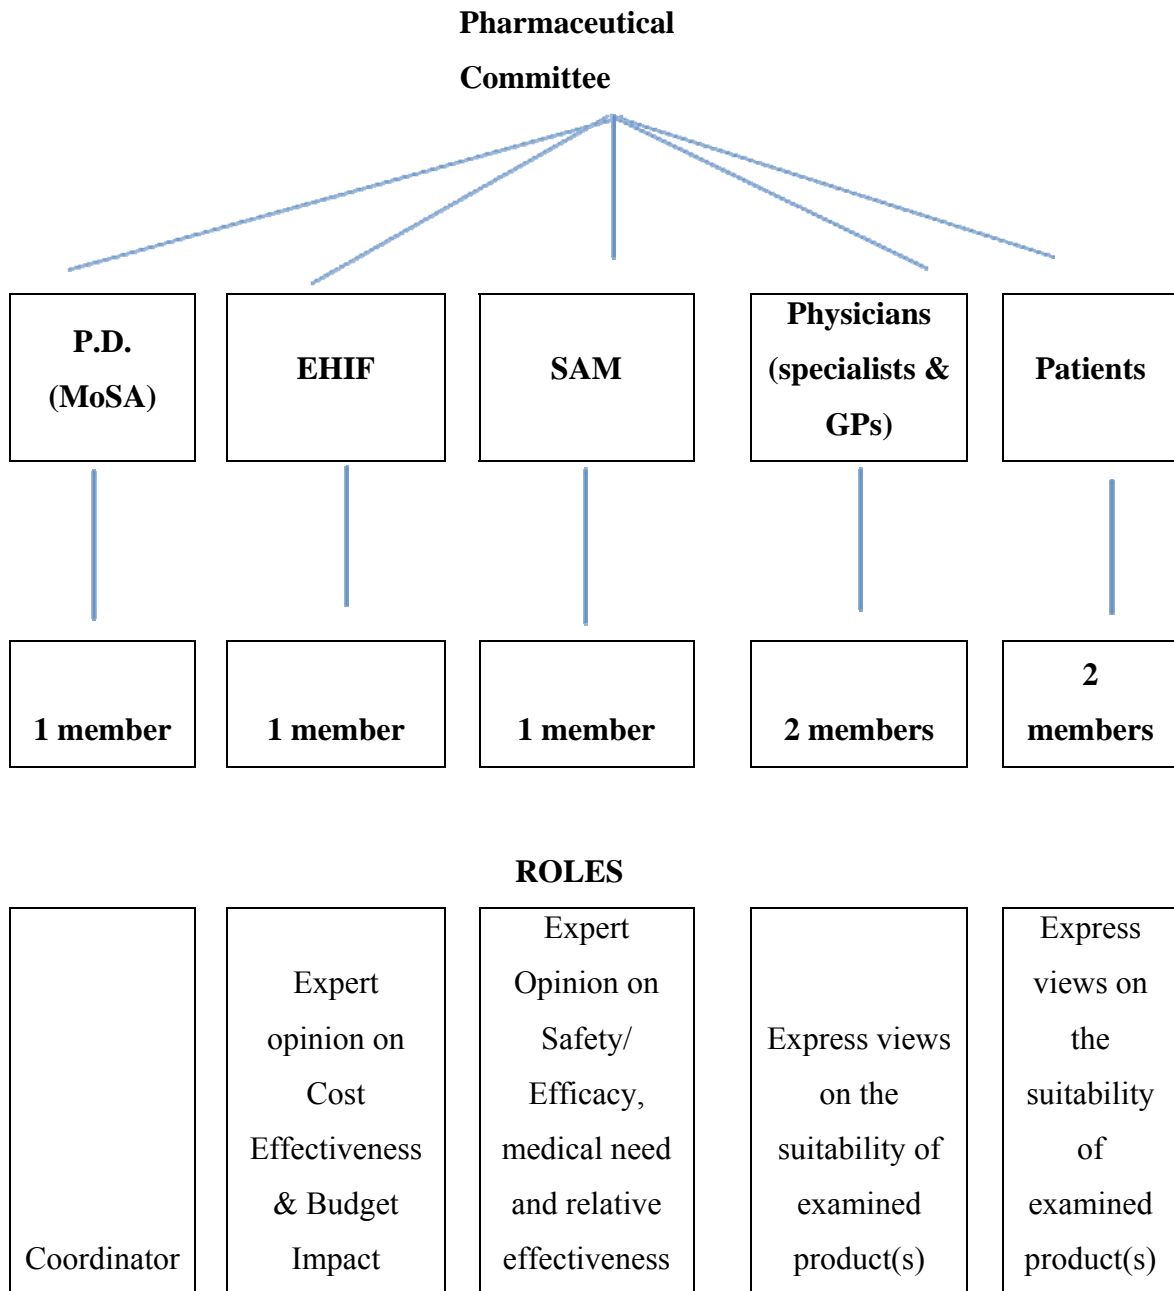 Pharmaceutical
Committee
P.D.
(MoSA)
EHIF
SAM
Physicians
(specialists &
GPs)
Patients
1 member
1 member
1 member
2 members
2
members
ROLES
Coordinator
Expert
opinion on
Cost
Effectiveness
& Budget
Impact
Expert
Opinion on
Safety/
Efficacy,
medical need
and relative
effectiveness
Express views
on the
suitability of
examined
product(s)
Express
views on
the
suitability
of
examined
product(s)